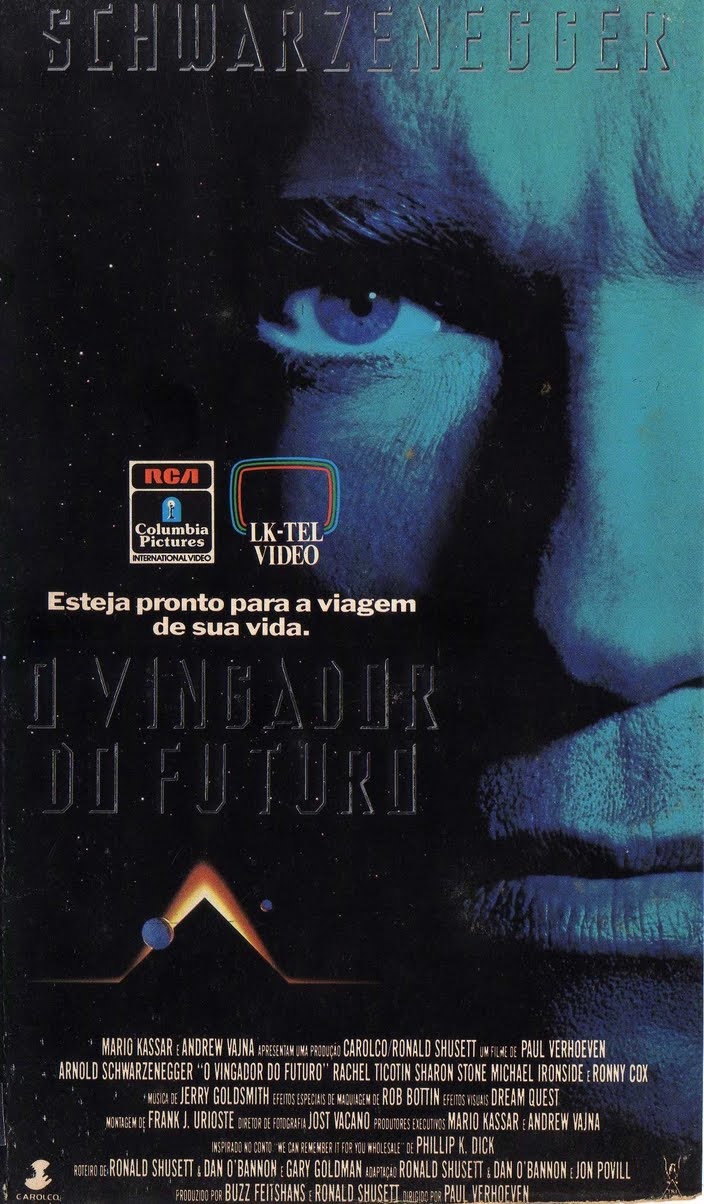 SCHWARZENEGGER
RCA
Columbia
Pictures
INTERNATIONAL VIDEO
LK-TEL
VIDEO
Esteja pronto para a viagem
de sua vida.
O VINGADOR
DO FUTURO
MARIO KASSAR E ANDREW VAJNA APRESENTAM UMA PRODUÇÃO CAROLCO/RONALD SHUSETT UM FILME DE PAUL VERHOEVEN
ARNOLD SCHWARZENEGGER "O VINGADOR DO FUTURO" RACHEL TICOTIN SHARON STONE MICHAEL IRONSIDE E RONNY COX
MUSICA DE JERRY GOLDSMITH EFEITOS ESPECIAIS DE MAQUIAGEM DE ROB BOTTIN EFEITOS VISUAIS DREAM QUEST
MONTAGEM DE FRANK J. URIOSTE DIRETOR DE FOTOGRAFIA JOST VACANO PRODUTORES EXECUTIVOS MARIO KASSAR E ANDREW VAJNA
INSPIRADO NO CONTO "WE CAN REMEMBER IT FOR YOU WHOLESALE" DE PHILLIP K. DICK
ROTEIRO DE RONALD SHUSETT & DAN O'BANNON E GARY GOLDMAN ADAPTAÇÃO RONALD SHUSETT & DAN O'BANNON E JON POVILL
PRODUZIDO POR BUZZ FEITSHANS E RONALD SHUSETT DIRIGIDO POR PAUL VERHOEVEN
CAROLCO